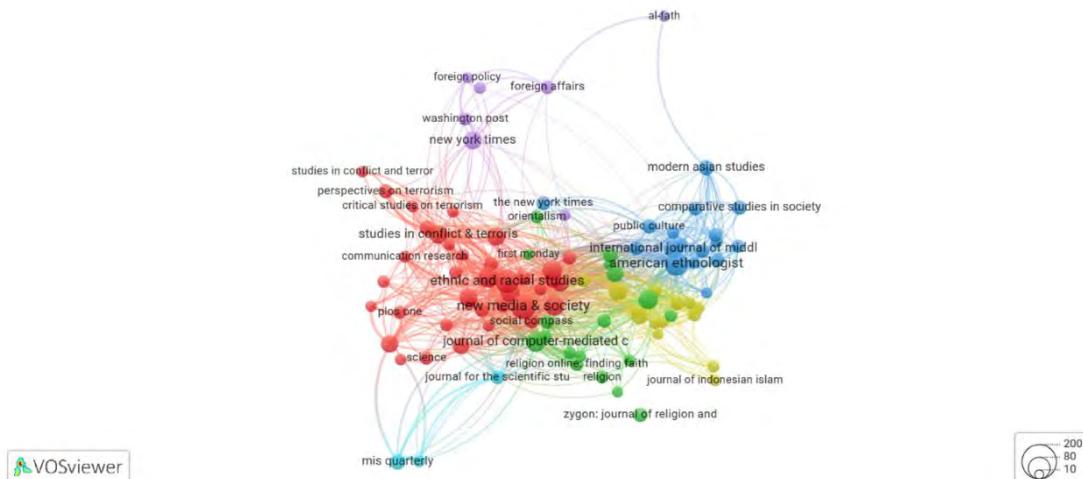 al-fath
foreign policy
foreign affairs
washington post
new york times
modern asian studies
studies in conflict and terror
perspectives on terrorism
critical studies on terrorism
the new york times
comparative studies in society
orientalism
public culture
studies in conflict & terroris
international journal of middl
communication research
first monday
american ethnologist
ethnic and racial studies
new media & society
plos one
social compass
journal of computer-mediated c
science
religion online: finding faith
journal for the scientific stu
religion
journal of indonesian islam
zygon: journal of religion and
mis quarterly
VOSviewer
200
80
10